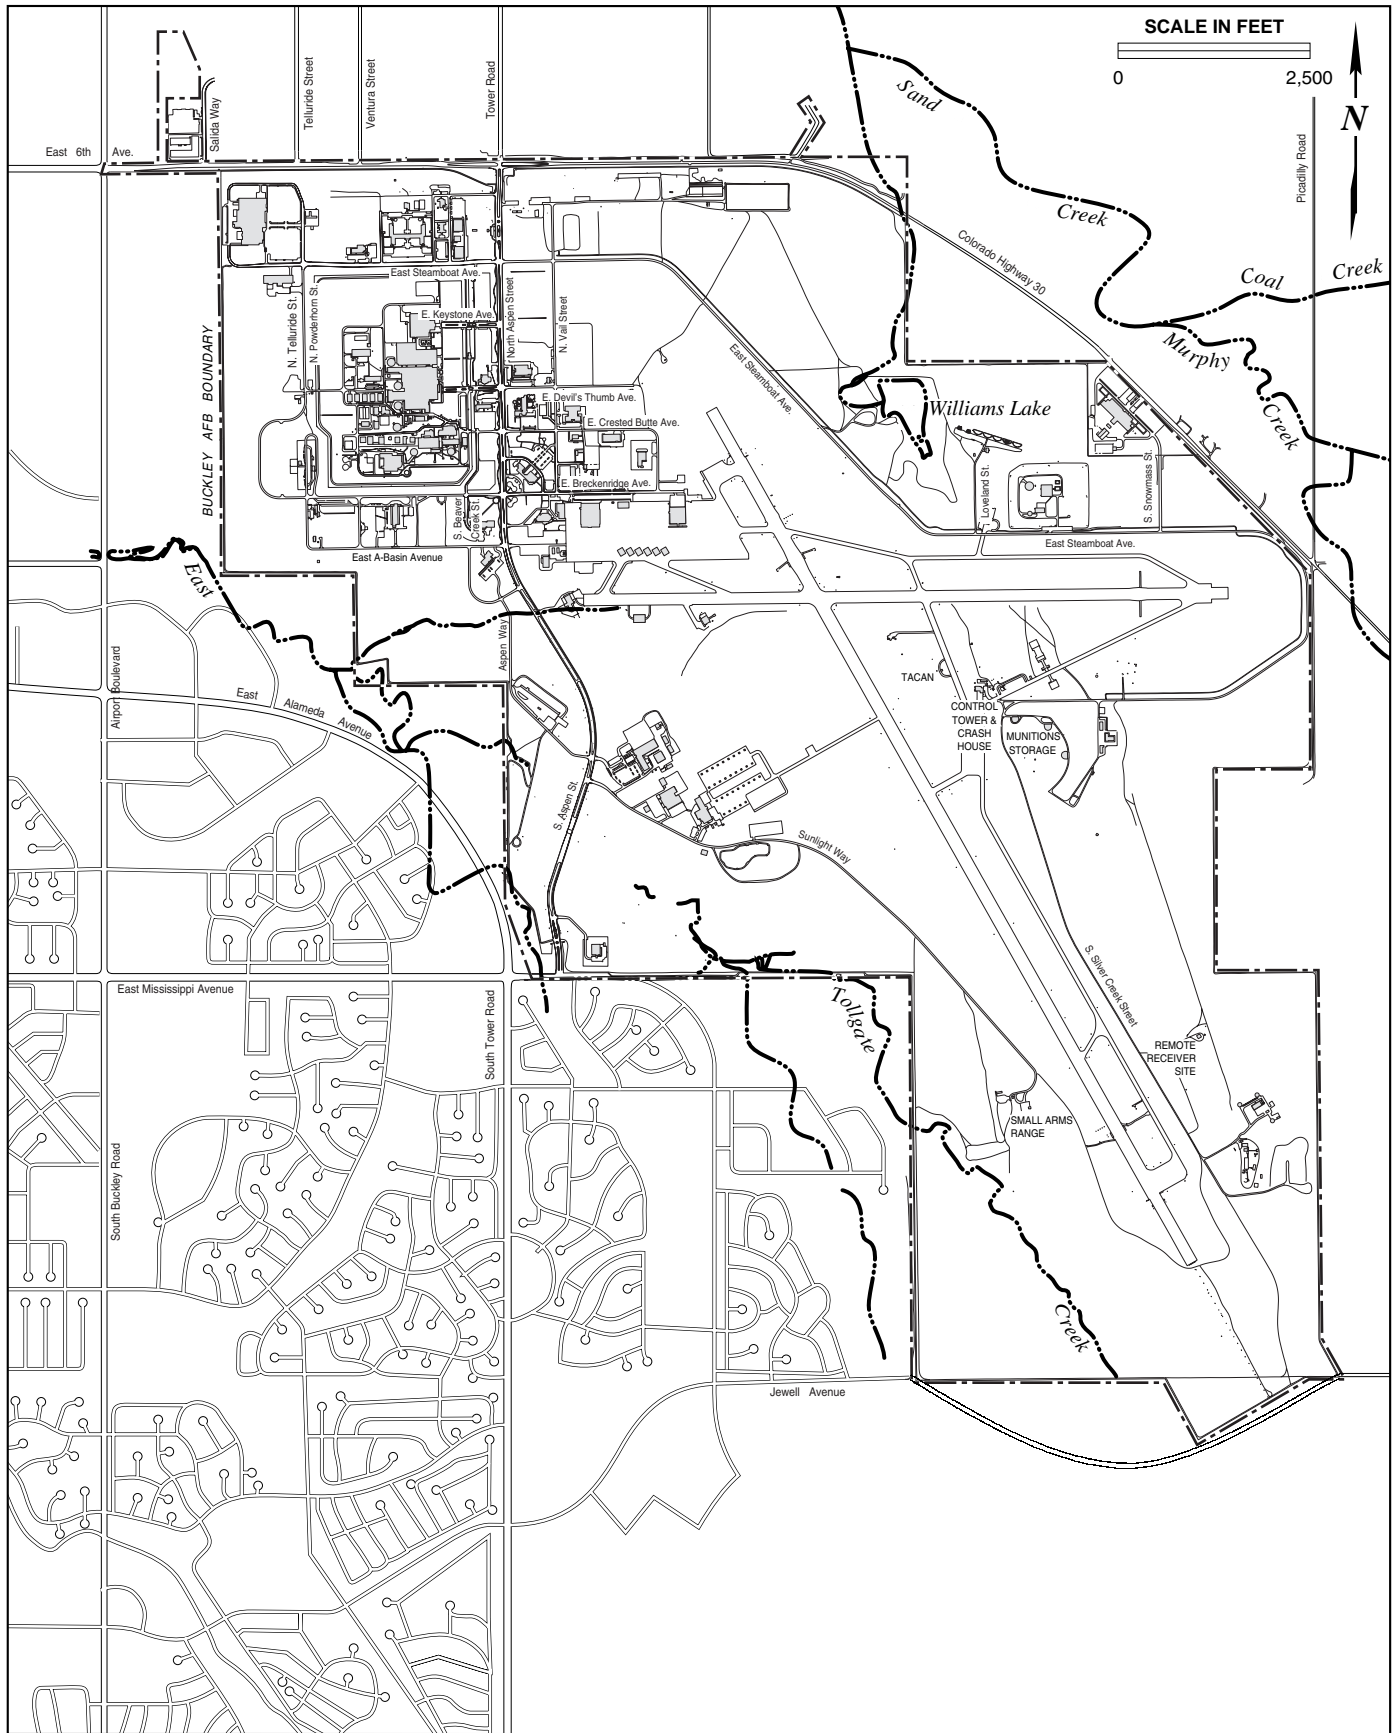 SCALE IN FEET
0 2,500
N
Sand
Creek
Picadilly Road
Salida Way
Telluride Street
Ventura Street
Tower Road
East 6th Ave.
Colorado Highway 30
Coal
Creek
Murphy
Creek
BUCKLEY AFB BOUNDARY
East Steamboat Ave.
N. Telluride St.
N. Powderhorn St.
E. Keystone Ave.
North Aspen Street
N. Vail Street
East Steamboat Ave.
E. Devil's Thumb Ave.
E. Crested Butte Ave.
Williams Lake
E. Breckenridge Ave.
Loveland St.
S. Snowmass St.
S. Beaver
Creek St.
East A-Basin Avenue
East Steamboat Ave.
East
Aspen Way
Airport Boulevard
East Alameda Avenue
TACAN
CONTROL
TOWER &
CRASH
HOUSE
MUNITIONS
STORAGE
S. Aspen St.
Sunlight Way
S. Silver Creek Street
East Mississippi Avenue
South Tower Road
Tollgate
REMOTE
RECEIVER
SITE
SMALL ARMS
RANGE
South Buckley Road
Creek
Jewell Avenue